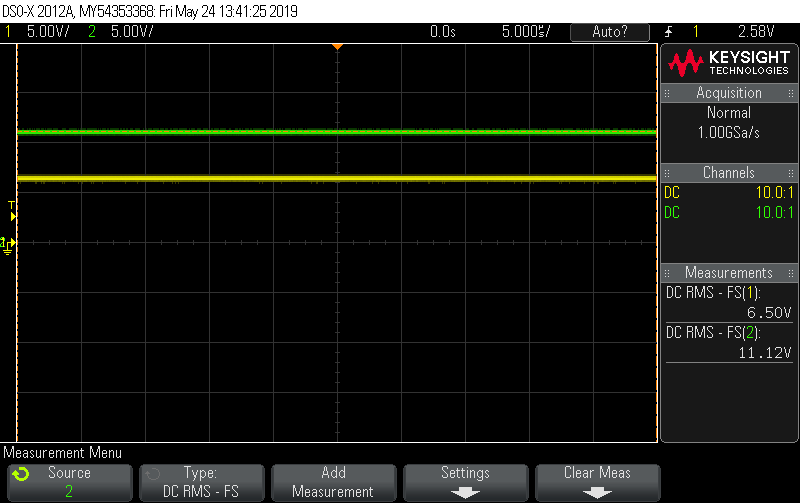 DSO-X 2012A, MY54353368: Fri May 24 13:41:25 2019
1 5.00V/ 2 5.00V/ 0.0s 5.000s/ Auto? 1 2.58V
KEYSIGHT
TECHNOLOGIES
Acquisition
Normal
1.00GSa/s
Channels
DC 10.0:1
DC 10.0:1
Measurements
DC RMS - FS(1):
6.50V
DC RMS - FS(2):
11.12V
T
2
Measurement Menu
Source
2
Type:
DC RMS - FS
Add
Measurement
Settings
Clear Meas